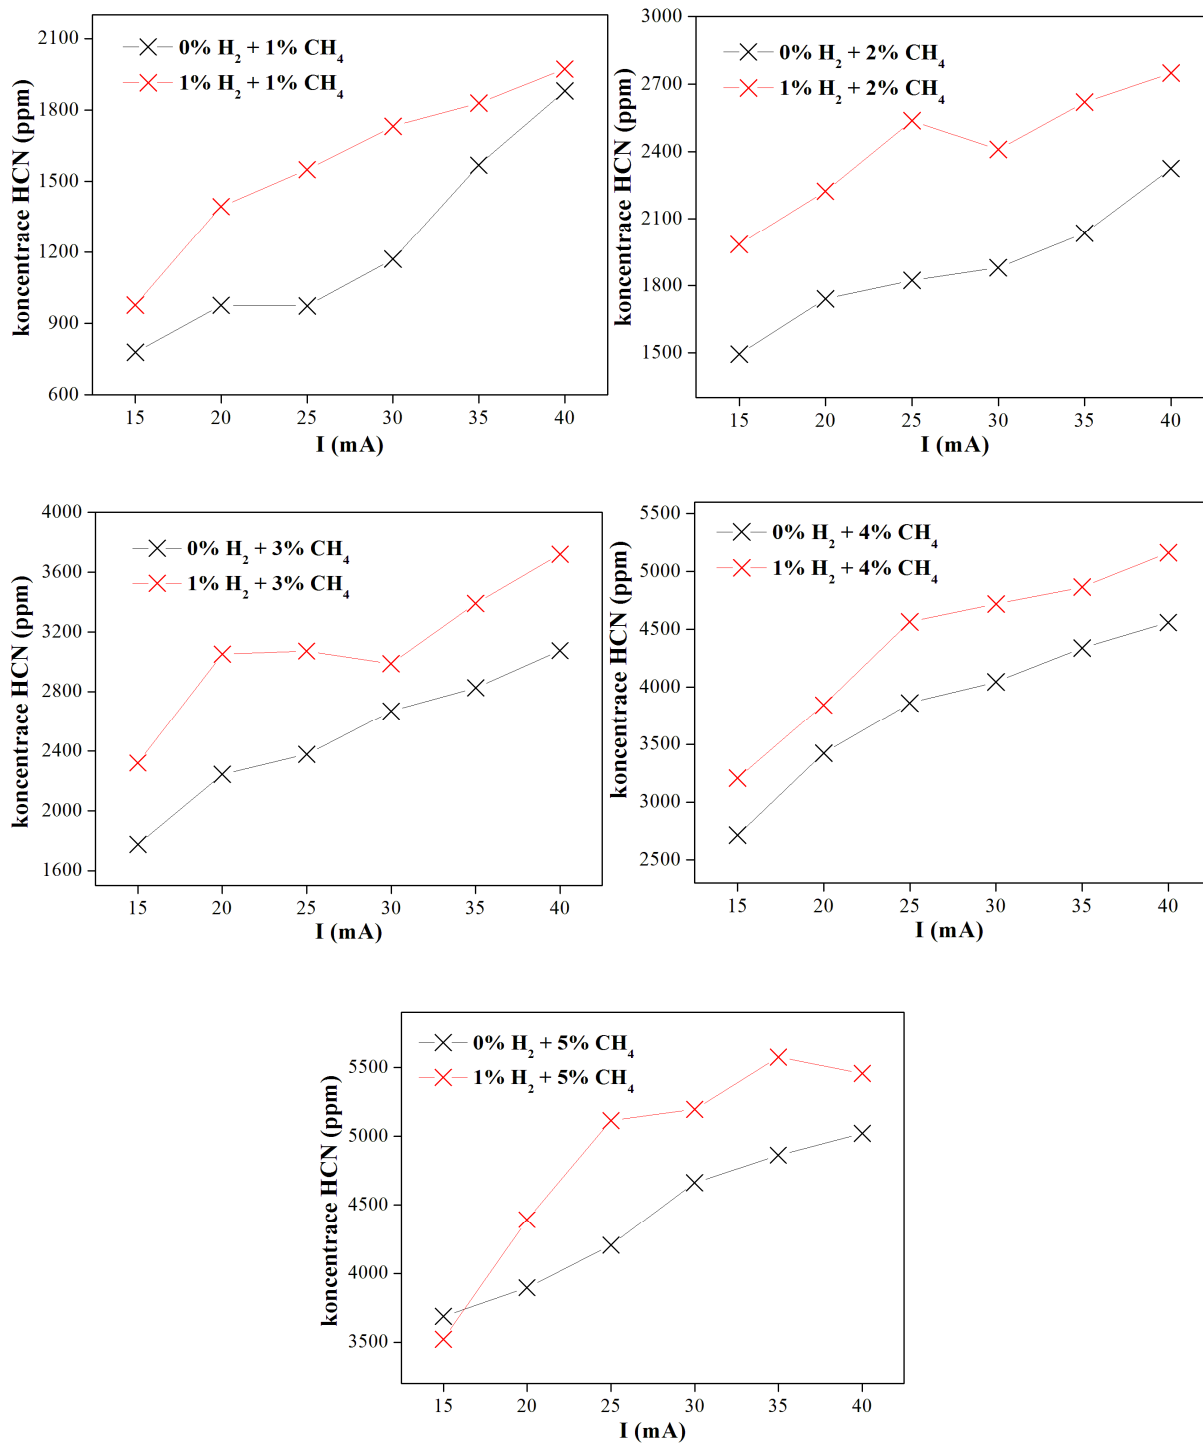 2100
1800
1500
1200
900
600
koncentrace HCN (ppm)
0% H₂ + 1% CH₄
1% H₂ + 1% CH₄
15 20 25 30 35 40
I (mA)
3000
2700
2400
2100
1800
1500
koncentrace HCN (ppm)
0% H₂ + 2% CH₄
1% H₂ + 2% CH₄
15 20 25 30 35 40
I (mA)
4000
3600
3200
2800
2400
2000
1600
koncentrace HCN (ppm)
0% H₂ + 3% CH₄
1% H₂ + 3% CH₄
15 20 25 30 35 40
I (mA)
5500
5000
4500
4000
3500
3000
2500
koncentrace HCN (ppm)
0% H₂ + 4% CH₄
1% H₂ + 4% CH₄
15 20 25 30 35 40
I (mA)
5500
5000
4500
4000
3500
koncentrace HCN (ppm)
0% H₂ + 5% CH₄
1% H₂ + 5% CH₄
15 20 25 30 35 40
I (mA)